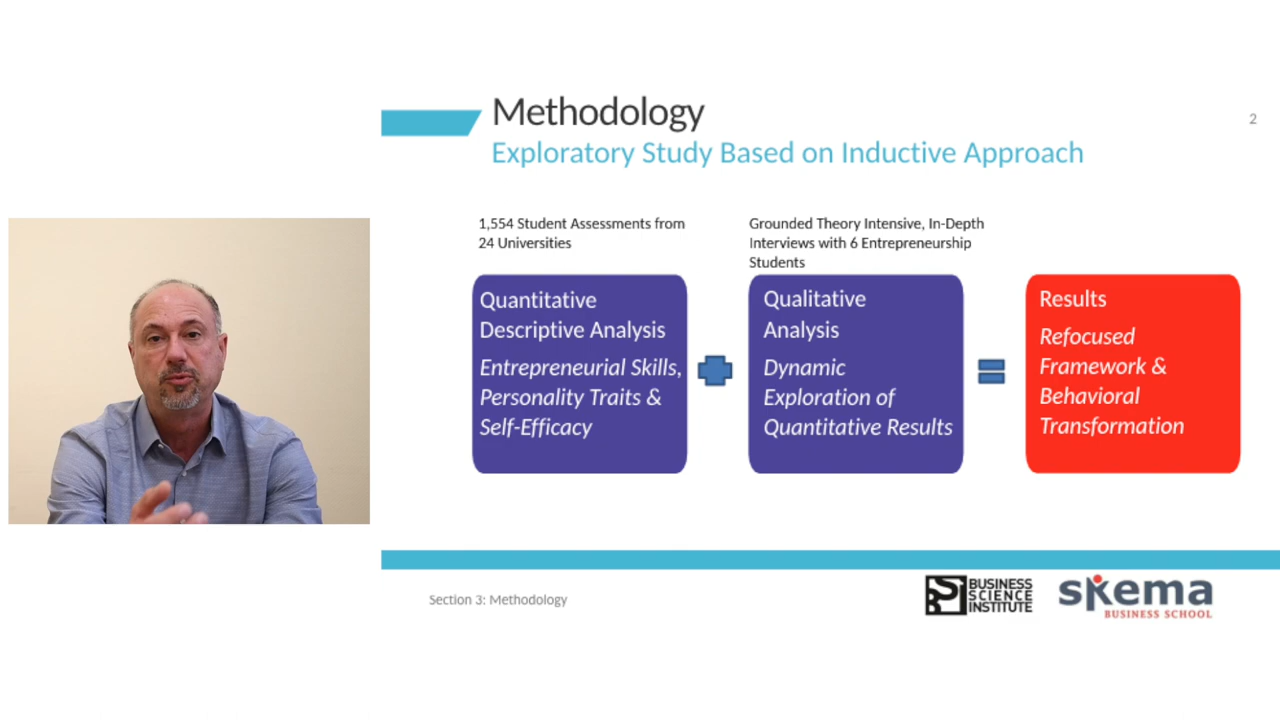 Methodology
2
Exploratory Study Based on Inductive Approach
1,554 Student Assessments from
24 Universities
Grounded Theory Intensive, In-Depth
Interviews with 6 Entrepreneurship
Students
Quantitative
Descriptive Analysis
Entrepreneurial Skills,
Personality Traits &
Self-Efficacy
Qualitative
Analysis
Dynamic
Exploration of
Quantitative Results
Results
Refocused
Framework &
Behavioral
Transformation
Section 3: Methodology
BUSINESS
SCIENCE
INSTITUTE
skema
BUSINESS SCHOOL